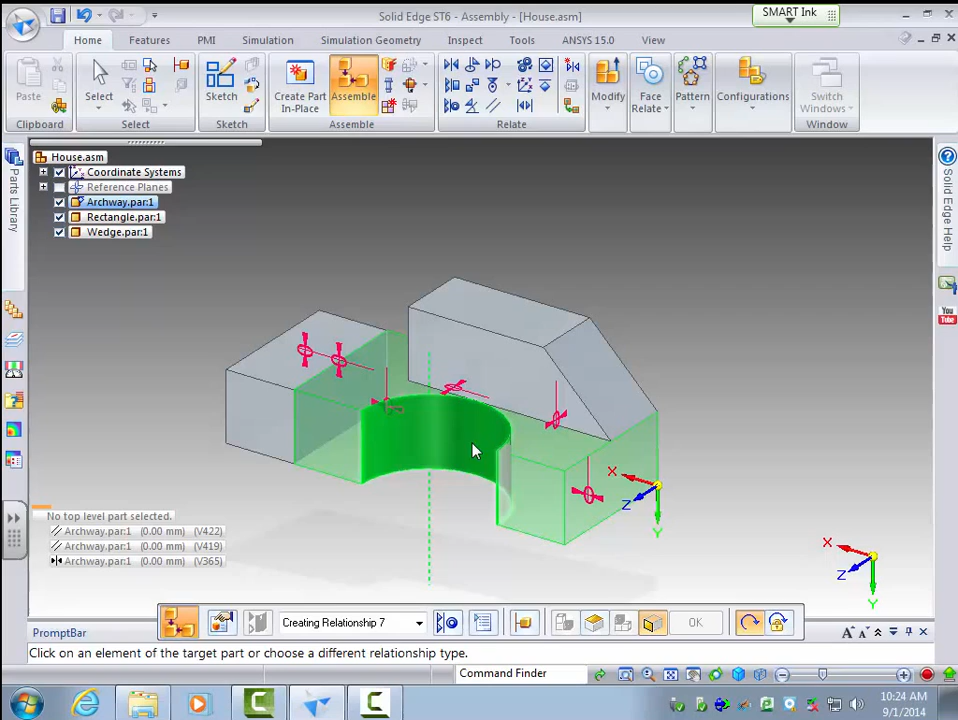 Solid Edge ST6 - Assembly - [House.asm]
SMART Ink
Home Features PMI Simulation Simulation Geometry Inspect Tools ANSYS 15.0 View
Paste
Select
Sketch
Create Part In-Place
Assemble
Modify
Face Relate
Pattern
Configurations
Switch Windows
Clipboard Select Sketch Assemble Relate Window
House.asm
Coordinate Systems
Reference Planes
Archway.par:1
Rectangle.par:1
Wedge.par:1
Parts Library
Solid Edge Help
You Tube
X
Z
Y
X
Z
Y
No top level part selected.
Archway.par:1 (0.00 mm) (V422)
Archway.par:1 (0.00 mm) (V419)
Archway.par:1 (0.00 mm) (V365)
Creating Relationship 7
OK
PromptBar
Click on an element of the target part or choose a different relationship type.
Command Finder
10:24 AM
9/1/2014